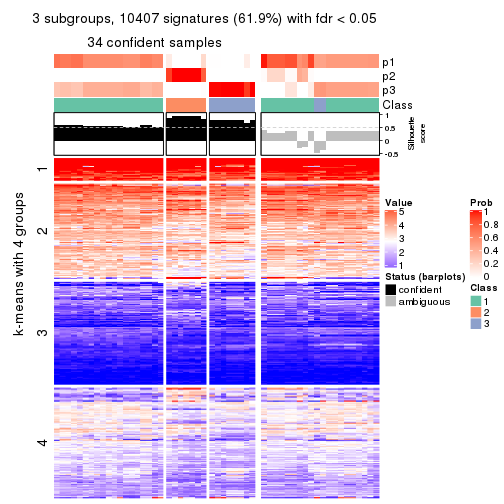 3 subgroups, 10407 signatures (61.9%) with fdr < 0.05
34 confident samples
p1
p2
p3
Class
1
0.5
0
-0.5
Silhouette
score
k-means with 4 groups
1
2
3
4
Value
5
4
3
2
1
Status (barplots)
confident
ambiguous
Prob
1
0.8
0.6
0.4
0.2
0
Class
1
2
3